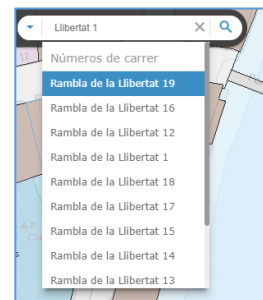 Llibertat 1
Números de carrer
Rambla de la Llibertat 19
Rambla de la Llibertat 16
Rambla de la Llibertat 12
Rambla de la Llibertat 1
Rambla de la Llibertat 18
Rambla de la Llibertat 17
Rambla de la Llibertat 15
Rambla de la Llibertat 14
Rambla de la Llibertat 13